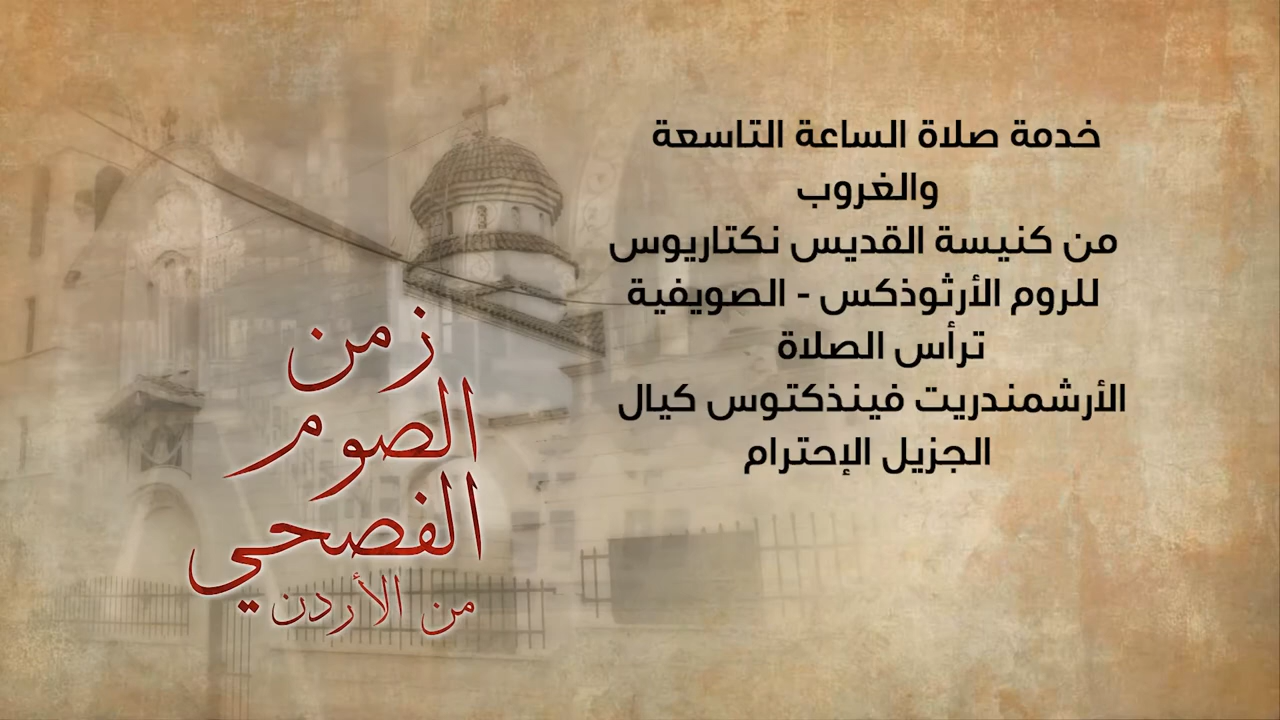 خدمة صلاة الساعة التاسعة
والغروب
من كنيسة القديس نكتاريوس
للروم الأرثوذكس - الصويفية
ترأس الصلاة
الأرشمندريت فينذكتوس كيال
الجزيل الإحترام
زمن
الصوم
الفصحي
من الأردن